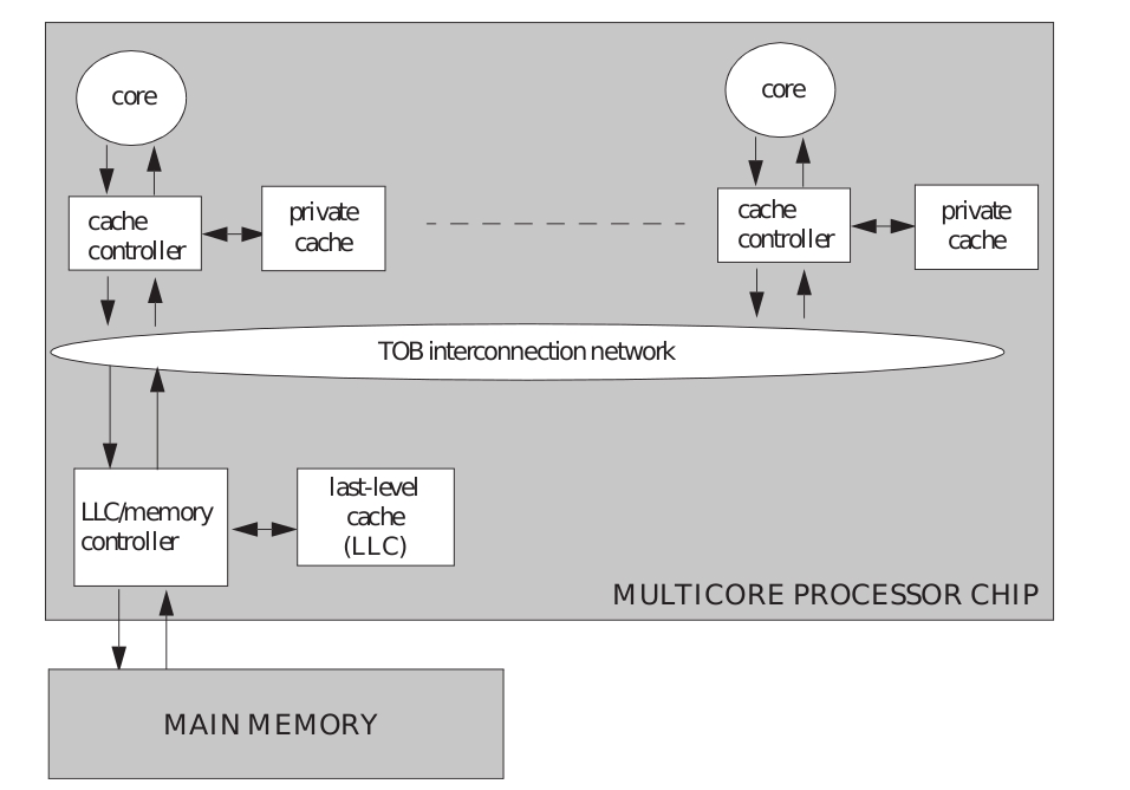 core
core
cache
controller
private
cache
cache
controller
private
cache
TOB interconnection network
LLC/memory
controller
last-level
cache
(LLC)
MULTICORE PROCESSOR CHIP
MAIN MEMORY